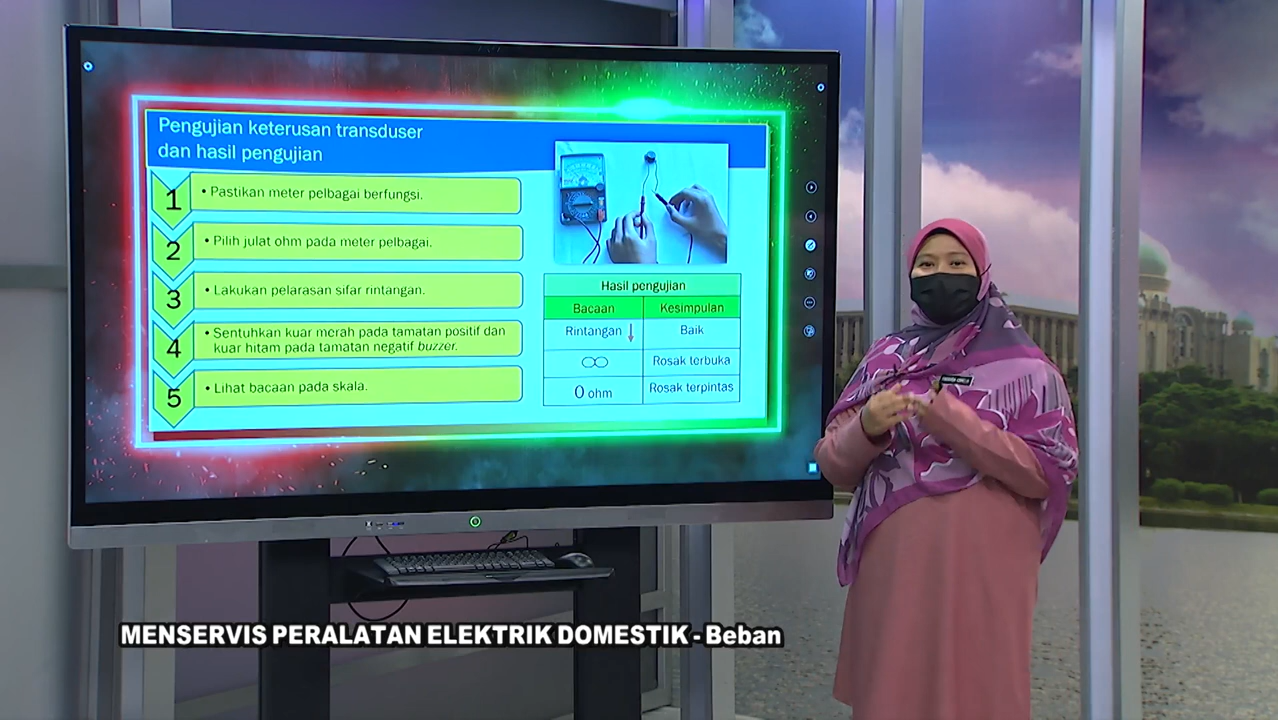 Pengujian keterusan transduser
dan hasil pengujian
1
• Pastikan meter pelbagai berfungsi.
2
• Pilih julat ohm pada meter pelbagai.
3
• Lakukan pelarasan sifar rintangan.
4
• Sentuhkan kuar merah pada tamatan positif dan
kuar hitam pada tamatan negatif buzzer.
5
• Lihat bacaan pada skala.
Hasil pengujian
Bacaan Kesimpulan
Rintangan ↓ Baik
∞ Rosak terbuka
0 ohm Rosak terpintas
MENSERVIS PERALATAN ELEKTRIK DOMESTIK - Beban